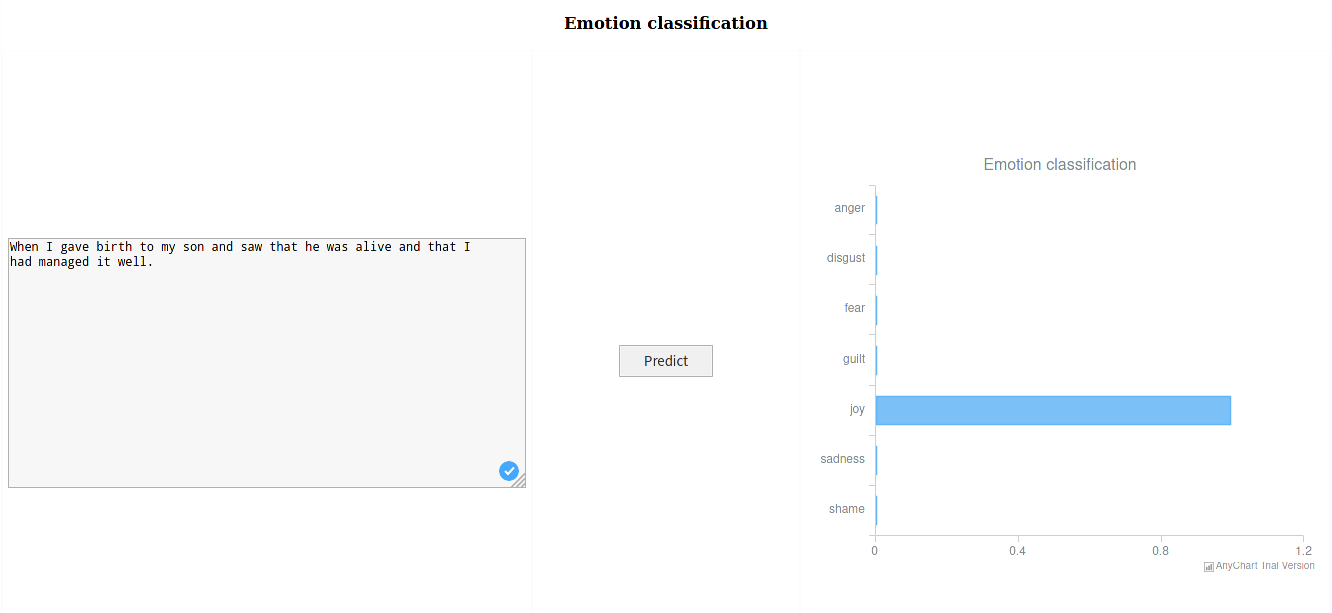 Emotion classification
When I gave birth to my son and saw that he was alive and that I
had managed it well.
Predict
Emotion classification
anger
disgust
fear
guilt
joy
sadness
shame
0 0.4 0.8 1.2
AnyChart Trial Version